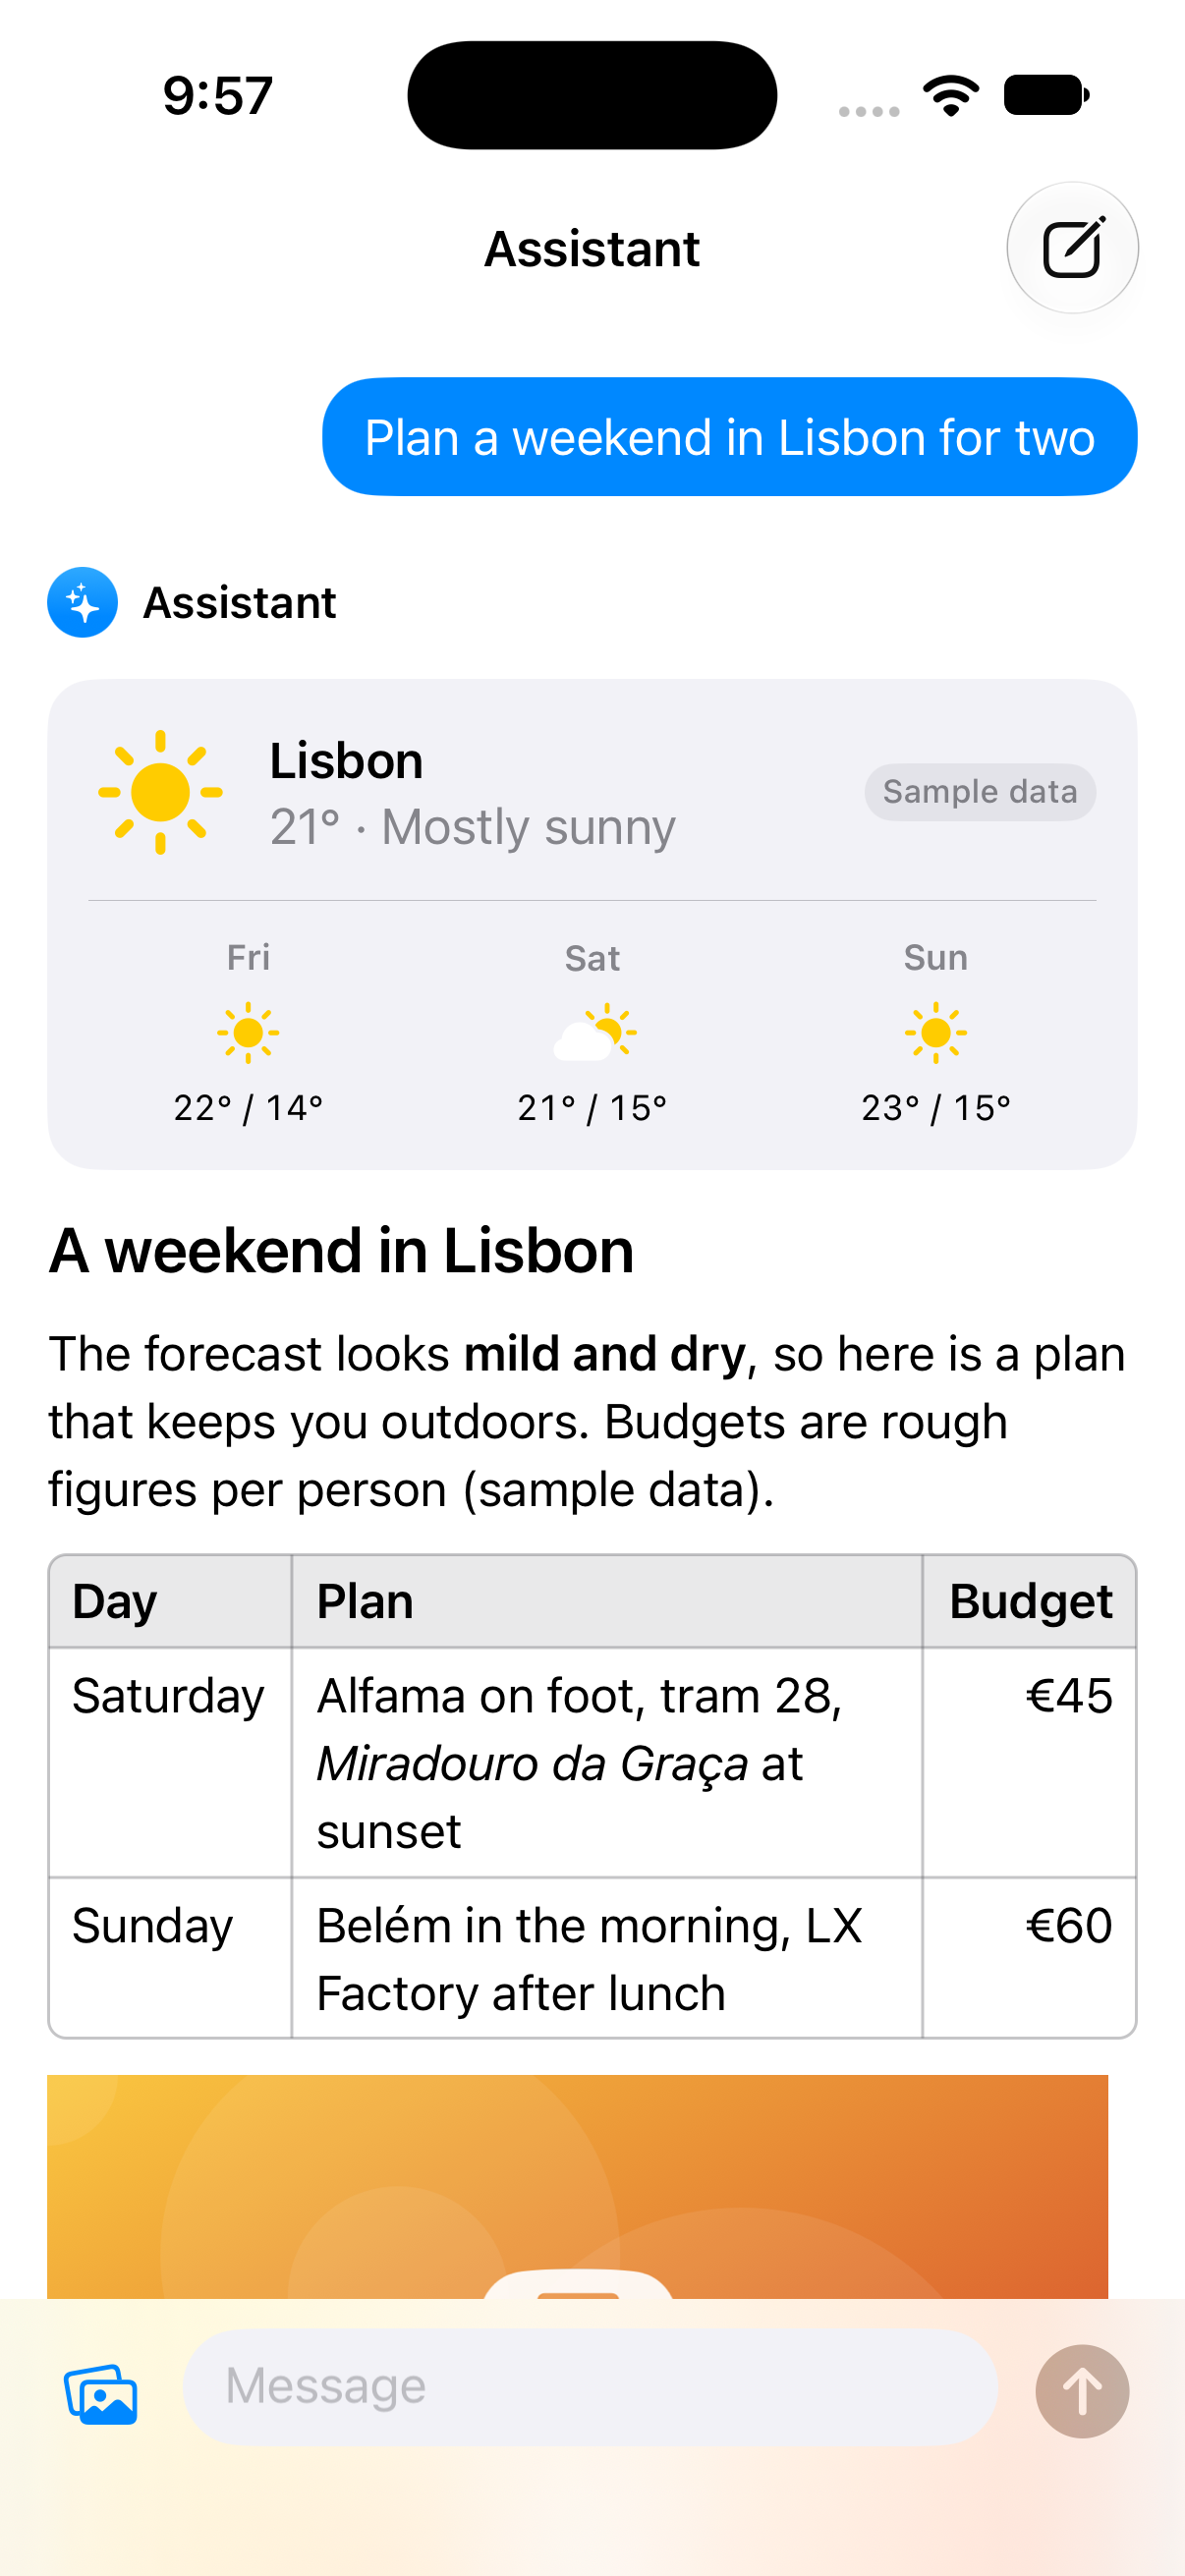 9:57
Assistant
Plan a weekend in Lisbon for two
Assistant
Lisbon
21° · Mostly sunny
Sample data
Fri
Sat
Sun
22° / 14°
21° / 15°
23° / 15°
A weekend in Lisbon
The forecast looks mild and dry, so here is a plan
that keeps you outdoors. Budgets are rough
figures per person (sample data).
Day Plan Budget
Saturday Alfama on foot, tram 28, €45
Miradouro da Graça at
sunset
Sunday Belém in the morning, LX €60
Factory after lunch
Message